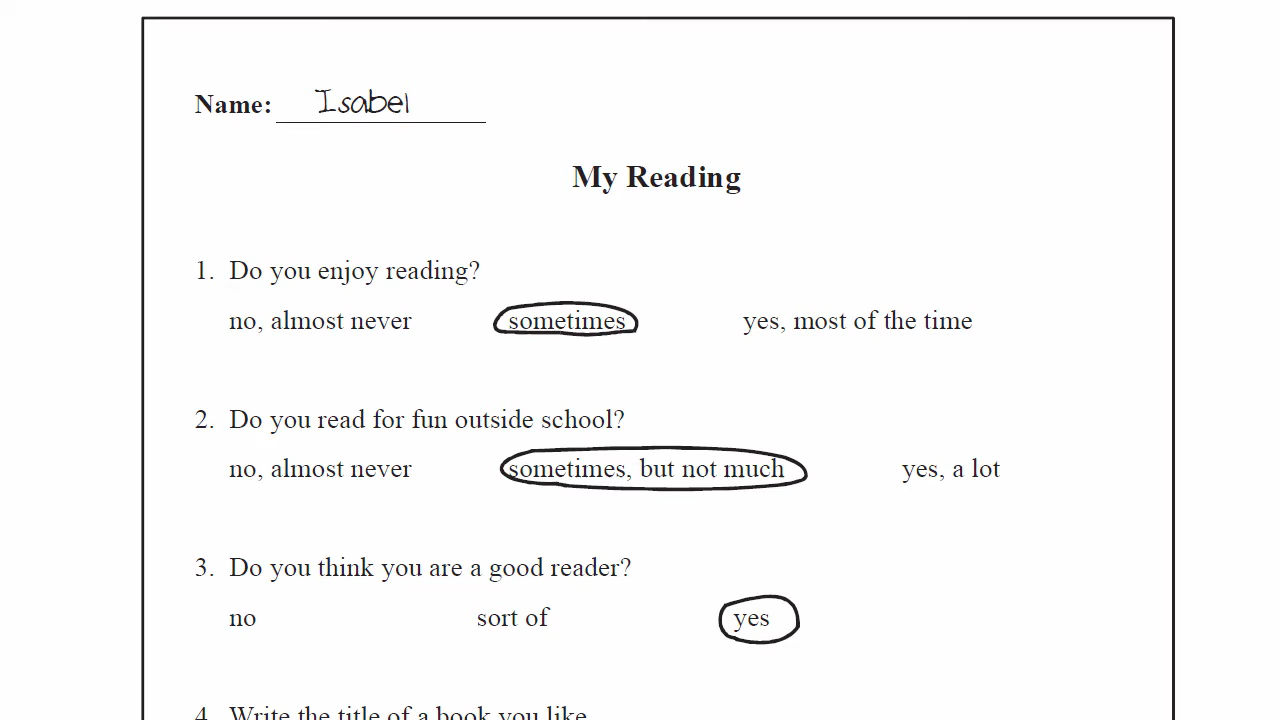 Name: Isabel
My Reading
1. Do you enjoy reading?
no, almost never sometimes yes, most of the time
2. Do you read for fun outside school?
no, almost never sometimes, but not much yes, a lot
3. Do you think you are a good reader?
no sort of yes
4. Write the title of a book you like